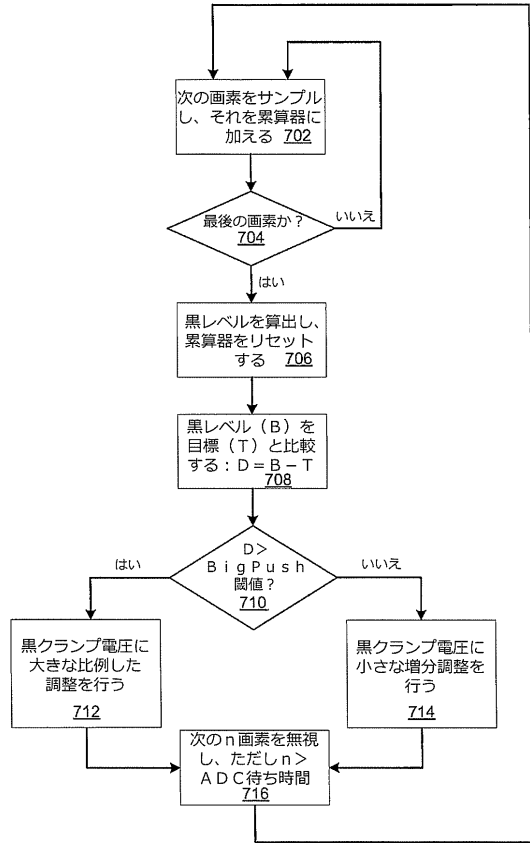 次の画素をサンプル
し、それを累算器に
加える 702
最後の画素か?
704
いいえ
はい
黒レベルを算出し、
累算器をリセット
する 706
黒レベル(B)を
目標(T)と比較
する:D=B-T
708
はい
D>
BigPush
閾値?
710
いいえ
黒クランプ電圧に
大きな比例した
調整を行う
712
黒クランプ電圧に
小さな増分調整を
行う
714
次のn画素を無視
し、ただしn>
ADC待ち時間
716